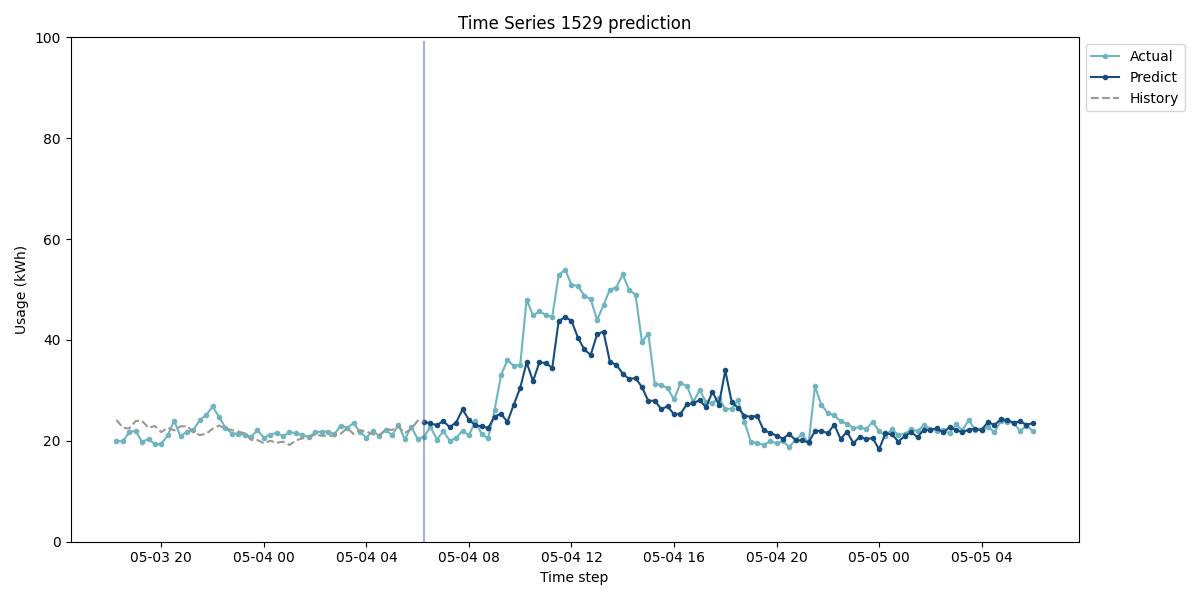 Time Series 1529 prediction
100
80
60
40
20
0
Usage (kWh)
05-03 20
05-04 00
05-04 04
05-04 08
05-04 12
05-04 16
05-04 20
05-05 00
05-05 04
Time step
Actual
Predict
History